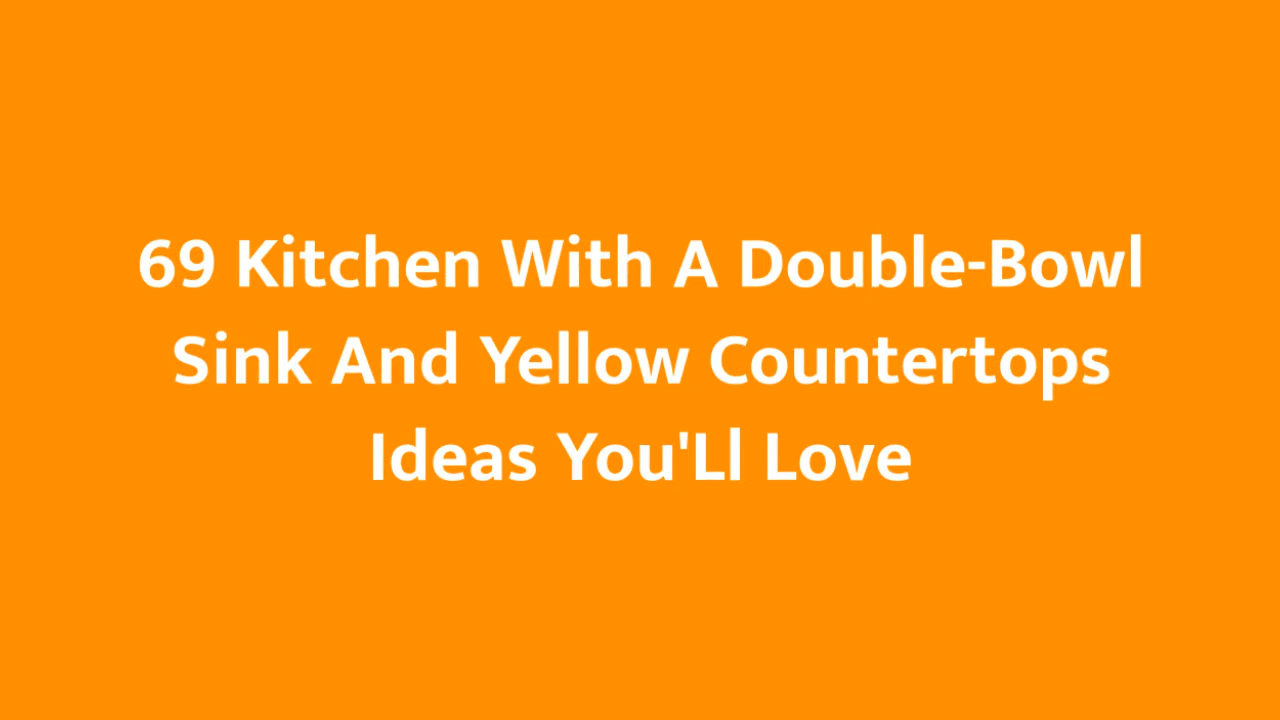 69 Kitchen With A Double-Bowl
Sink And Yellow Countertops
Ideas You'Ll Love